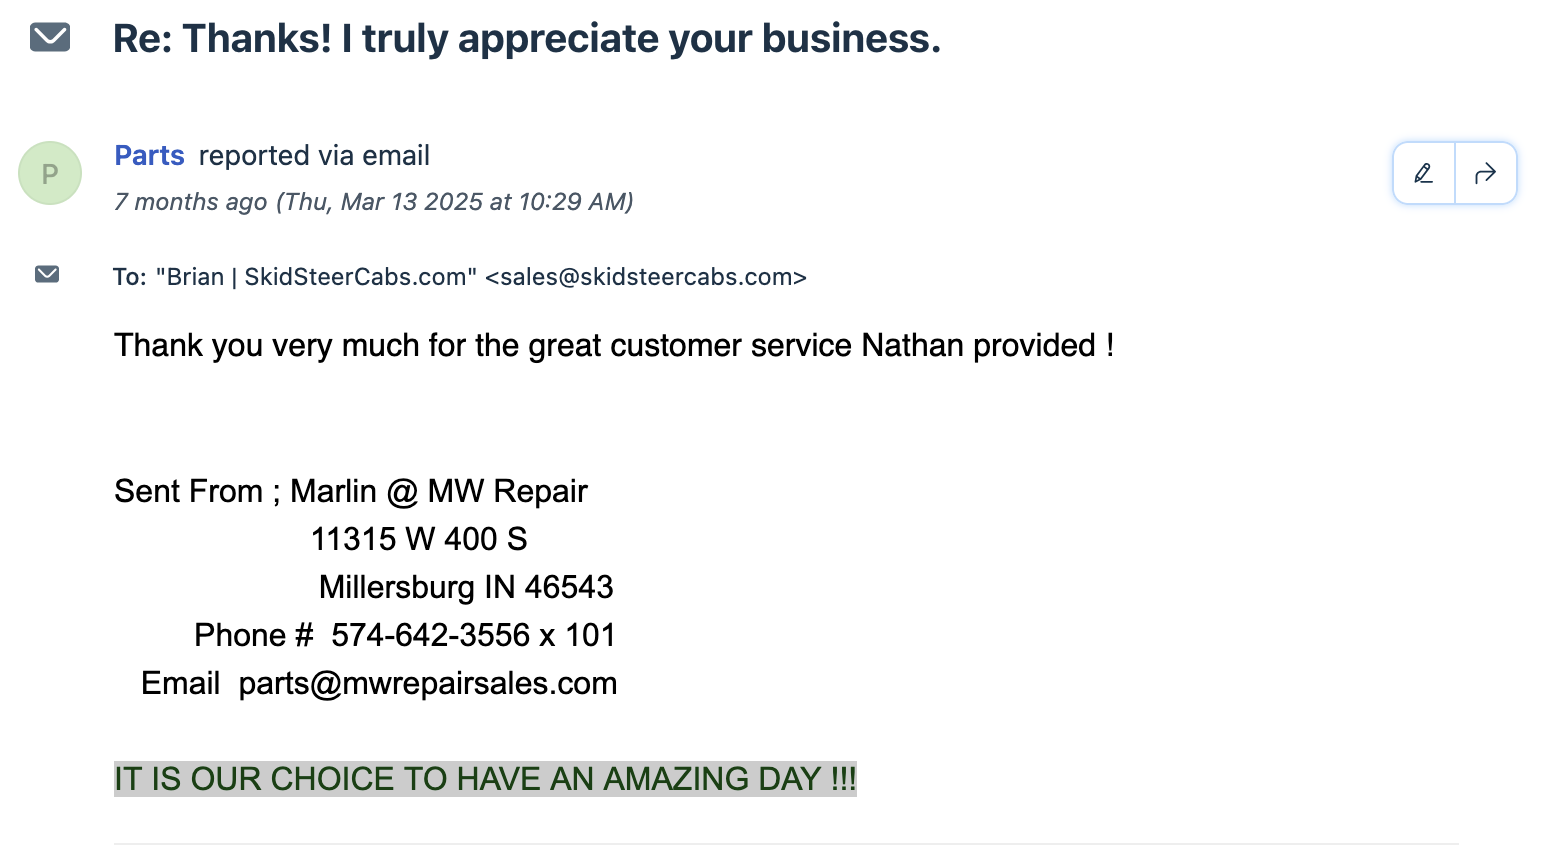 Re: Thanks! I truly appreciate your business.
P
Parts reported via email
7 months ago (Thu, Mar 13 2025 at 10:29 AM)
To: "Brian | SkidSteerCabs.com" <sales@skidsteercabs.com>
Thank you very much for the great customer service Nathan provided !
Sent From ; Marlin @ MW Repair
11315 W 400 S
Millersburg IN 46543
Phone # 574-642-3556 x 101
Email parts@mwrepairsales.com
IT IS OUR CHOICE TO HAVE AN AMAZING DAY !!!